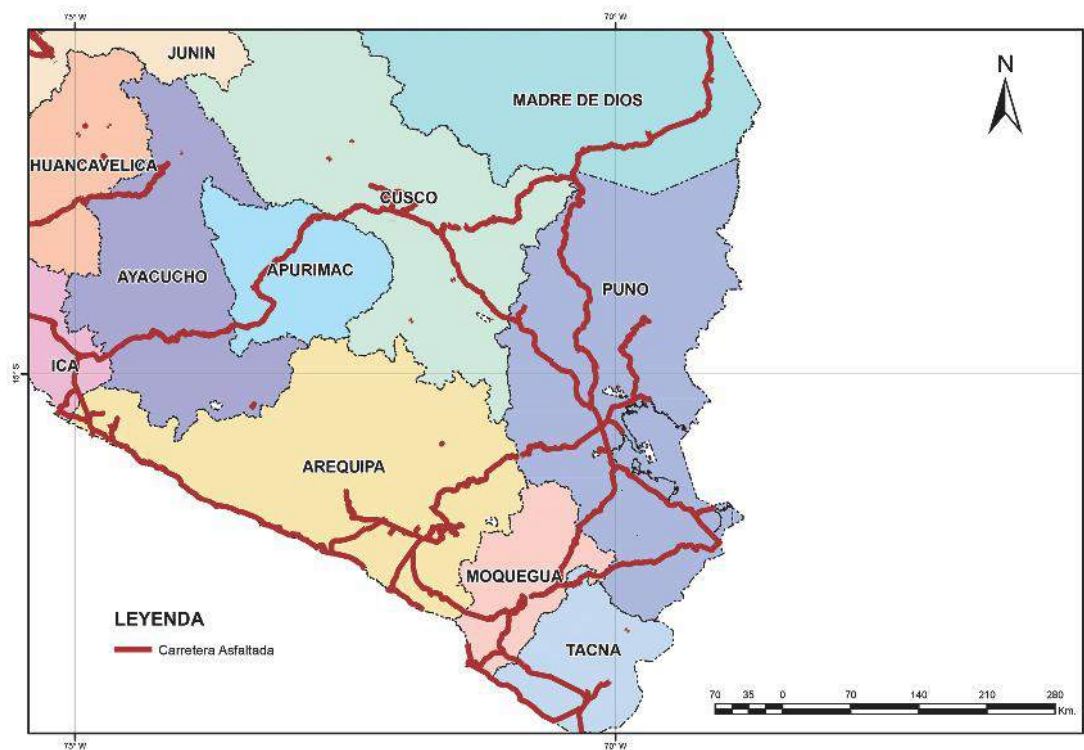 75° W
70° W
JUNIN
N
MADRE DE DIOS
HUANCAVELICA
CUSCO
AYACUCHO
APURIMAC
PUNO
15° S
15° S
ICA
AREQUIPA
MOQUEGUA
LEYENDA
Carretera Asfaltada
TACNA
70 35 0 70 140 210 280
Km.
75° W
70° W